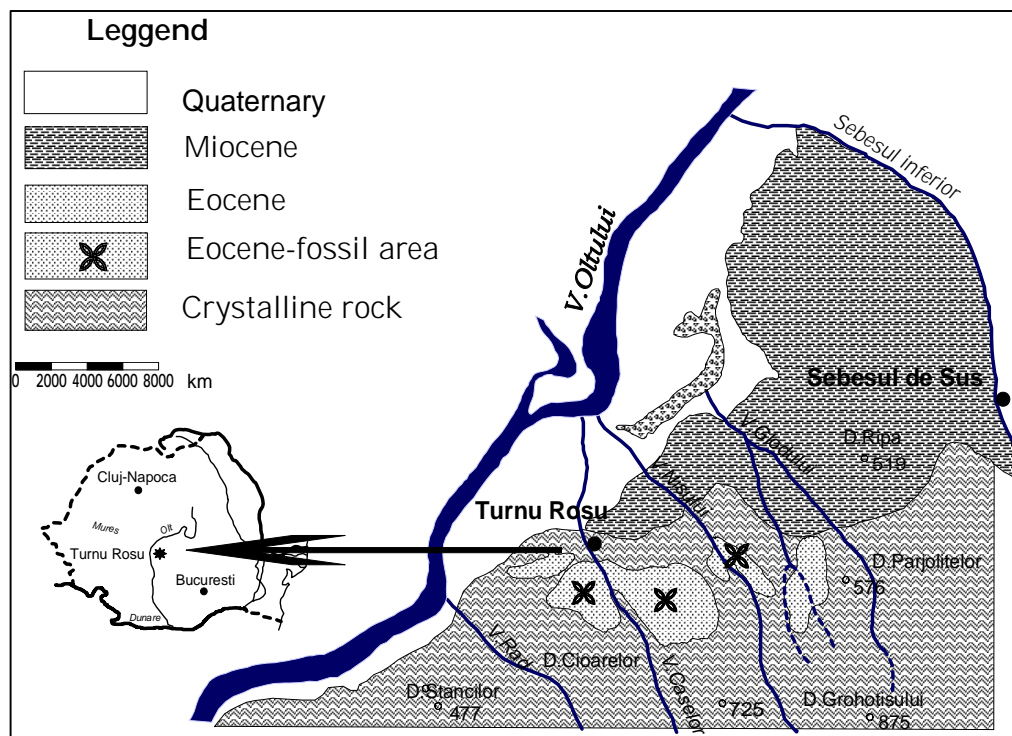 Leggend
Quaternary
Miocene
Eocene
Eocene-fossil area
Crystalline rock
0 2000 4000 6000 8000 km
Sebesul inferior
V.Oltului
Sebesul de Sus
V.Glodului
D.Ripa
519
V.Nisului
Turnu Rosu
D.Parjolitelor
576
V.Rad
D.Cioarelor
V.Caselor
D.Stancilor
477
725
D.Grohotisului
875
Cluj-Napoca
Mures
Olt
Turnu Rosu
Bucuresti
Dunare